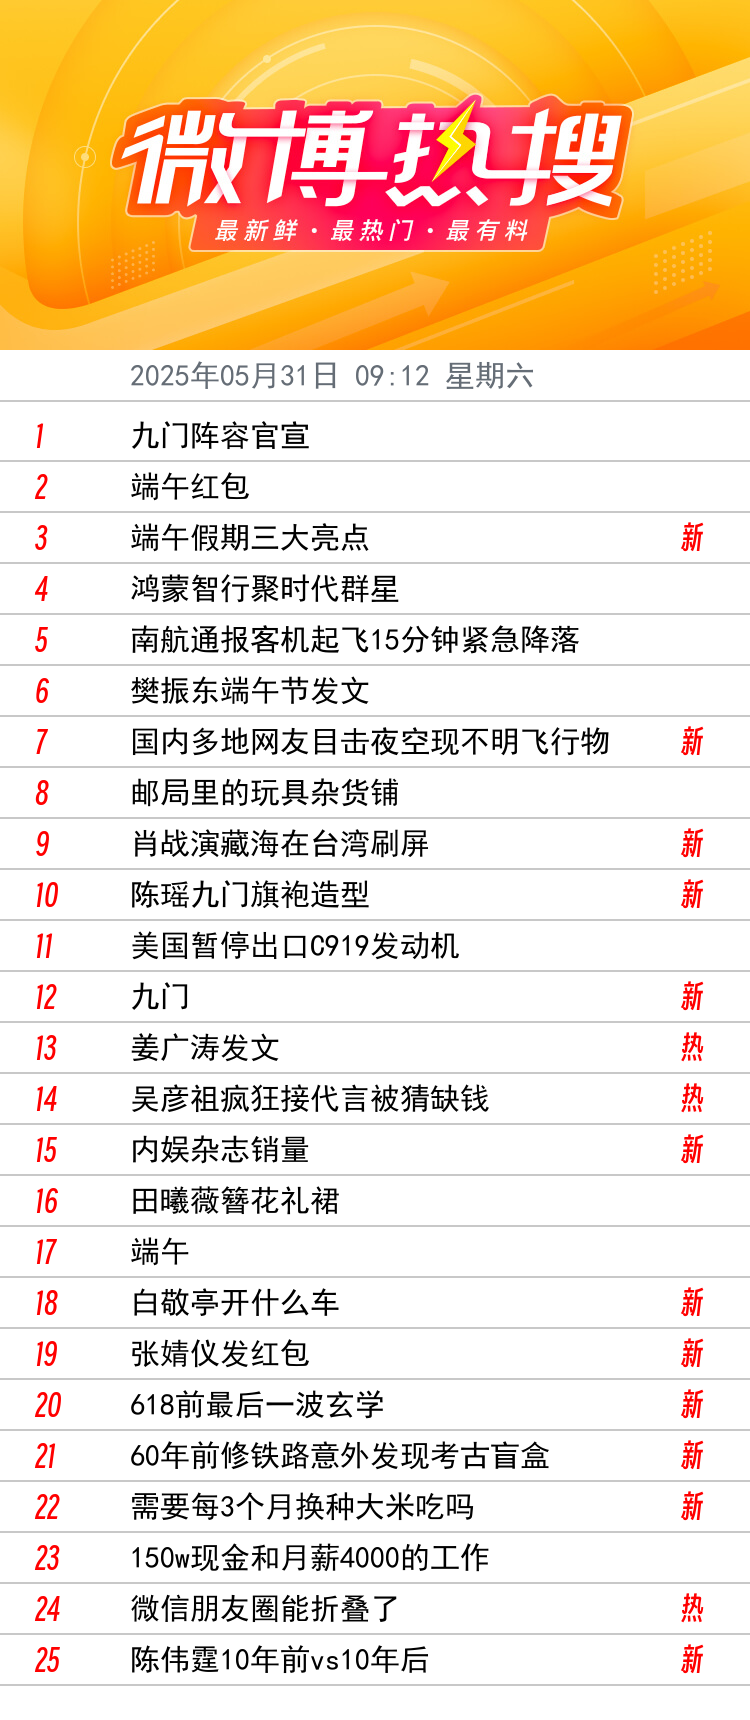 微博热搜
最新鲜·最热门·最有料
2025年05月31日 09:12 星期六
1 九门阵容官宣
2 端午红包
3 端午假期三大亮点 新
4 鸿蒙智行聚时代群星
5 南航通报客机起飞15分钟紧急降落
6 樊振东端午节发文
7 国内多地网友目击夜空现不明飞行物 新
8 邮局里的玩具杂货铺
9 肖战演藏海在台湾刷屏 新
10 陈瑶九门旗袍造型 新
11 美国暂停出口C919发动机
12 九门 新
13 姜广涛发文 热
14 吴彦祖疯狂接代言被猜缺钱 热
15 内娱杂志销量 新
16 田曦薇簪花礼裙
17 端午
18 白敬亭开什么车 新
19 张婧仪发红包 新
20 618前最后一波玄学 新
21 60年前修铁路意外发现考古盲盒 新
22 需要每3个月换种大米吃吗 新
23 150w现金和月薪4000的工作
24 微信朋友圈能折叠了 热
25 陈伟霆10年前vs10年后 新